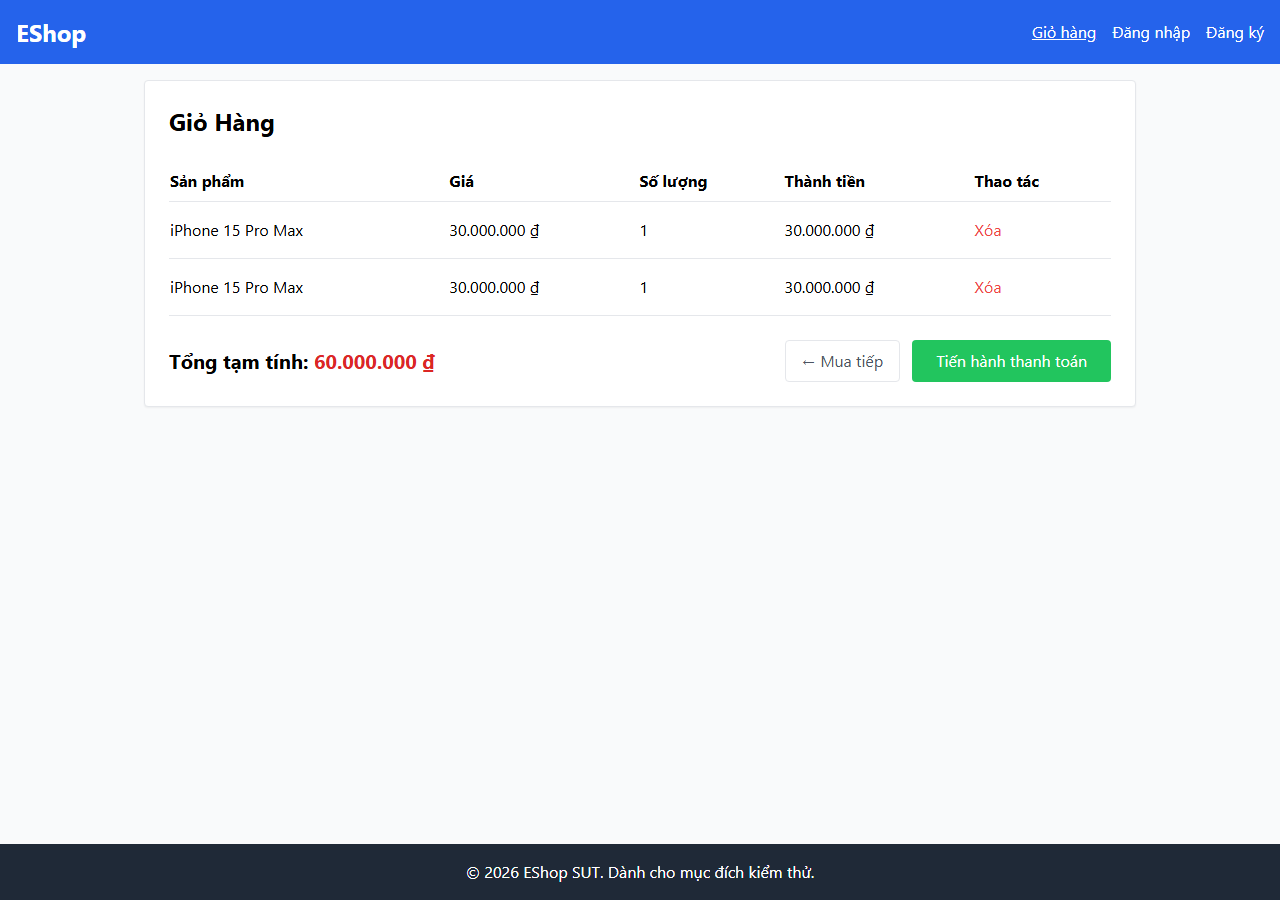 EShop Giỏ hàng Đăng nhập Đăng ký
Giỏ Hàng
Sản phẩm Giá Số lượng Thành tiền Thao tác
iPhone 15 Pro Max 30.000.000 ₫ 1 30.000.000 ₫ Xóa
iPhone 15 Pro Max 30.000.000 ₫ 1 30.000.000 ₫ Xóa
Tổng tạm tính: 60.000.000 ₫ ← Mua tiếp Tiến hành thanh toán
© 2026 EShop SUT. Dành cho mục đích kiểm thử.